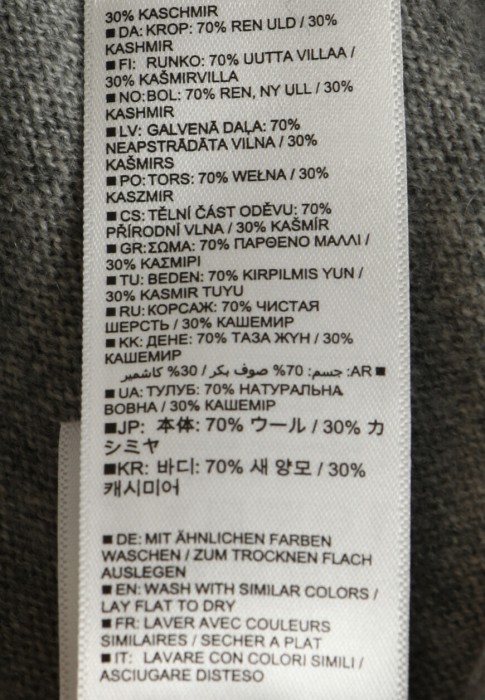 30% KASCHMIR
■ DA: KROP: 70% REN ULD / 30%
KASHMIR
■ FI: RUNKO: 70% UUTTA VILLAA /
30% KAŠMIRVILLA
■ NO: BOL: 70% REN, NY ULL / 30%
KASHMIR
■ LV: GALVENĀ DAĻA: 70%
NEAPSTRĀDĀTA VILNA / 30%
KAŠMIRS
■ PO: TORS: 70% WEŁNA / 30%
KASZMIR
■ CS: TĚLNÍ ČÁST ODĚVU: 70%
PŘÍRODNÍ VLNA / 30% KAŠMÍR
■ GR: ΣΩΜΑ: 70% ΠΑΡΘΕΝΟ ΜΑΛΛΙ /
30% ΚΑΣΜΙΡΙ
■ TU: BEDEN: 70% KIRPILMIS YUN /
30% KASMIR TUYU
■ RU: КОРСАЖ: 70% ЧИСТАЯ
ШЕРСТЬ / 30% КАШЕМИР
■ KK: ДЕНЕ: 70% ТАЗА ЖҮН / 30%
КАШЕМИР
■ AR: جسم: 70% صوف بكر / 30% كاشمير
■ UA: ТУЛУБ: 70% НАТУРАЛЬНА
ВОВНА / 30% КАШЕМІР
■JP: 本体: 70% ウール / 30% カ
シミヤ
■KR: 바디: 70% 새 양모 / 30%
캐시미어
■ DE: MIT ÄHNLICHEN FARBEN
WASCHEN / ZUM TROCKNEN FLACH
AUSLEGEN
■ EN: WASH WITH SIMILAR COLORS /
LAY FLAT TO DRY
■ FR: LAVER AVEC COULEURS
SIMILAIRES / SECHER A PLAT
■ IT: LAVARE CON COLORI SIMILI /
ASCIUGARE DISTESO